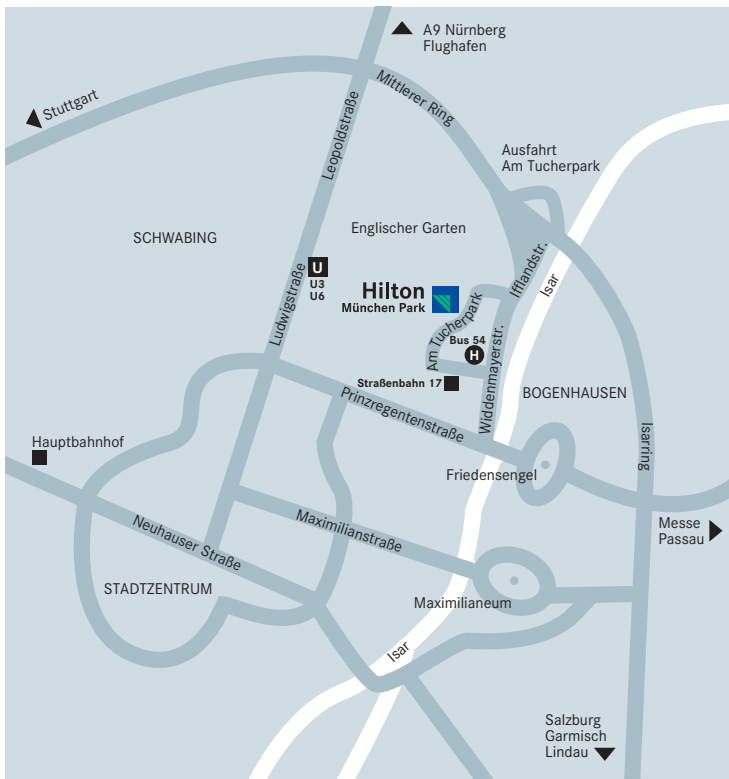 A9 Nürnberg
Flughafen
Stuttgart
Mittlerer Ring
Leopoldstraße
Ausfahrt
Am Tucherpark
SCHWABING
Englischer Garten
U
U3
U6
Ludwigstraße
Hilton
München Park
Ifflandstr.
Isar
Am Tucherpark
Bus 54
H
Widdenmayerstr.
Straßenbahn 17
BOGENHAUSEN
Prinzregentenstraße
Isarring
Hauptbahnhof
Friedensengel
Neuhauser Straße
Maximilianstraße
Messe
Passau
STADTZENTRUM
Maximilianeum
Isar
Salzburg
Garmisch
Lindau